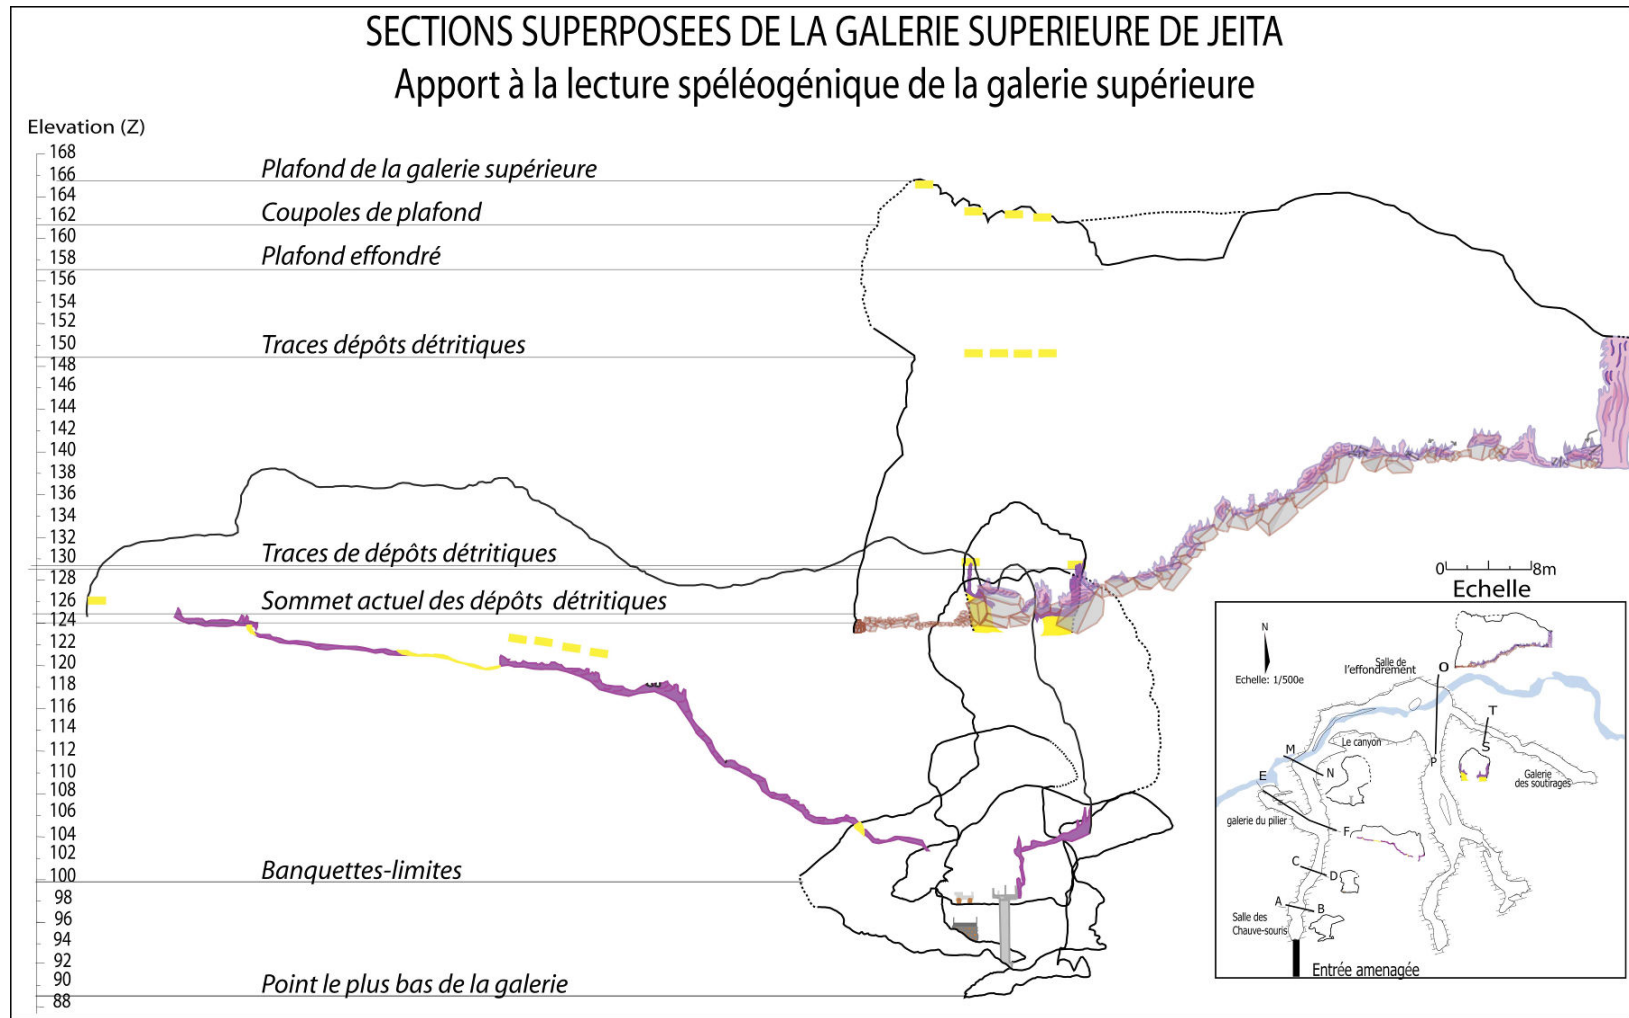 SECTIONS SUPERPOSEES DE LA GALERIE SUPERIEURE DE JEITA
Apport à la lecture spéléogénique de la galerie supérieure
Elevation (Z)
168
166
164
162
160
158
156
154
152
150
148
146
144
142
140
138
136
134
132
130
128
126
124
122
120
118
116
114
112
110
108
106
104
102
100
98
96
94
92
90
88
Plafond de la galerie supérieure
Coupoles de plafond
Plafond effondré
Traces dépôts détritiques
Traces de dépôts détritiques
Sommet actuel des dépôts détritiques
Banquettes-limites
Point le plus bas de la galerie
0 8m
Echelle
N
Echelle: 1/500e
Salle de
l'effondrement
O
T
S
P
M
N
Le canyon
E
Galerie
des soutirages
galerie du pilier
F
C
D
A
B
Salle des
Chauve-souris
Entrée amenagée